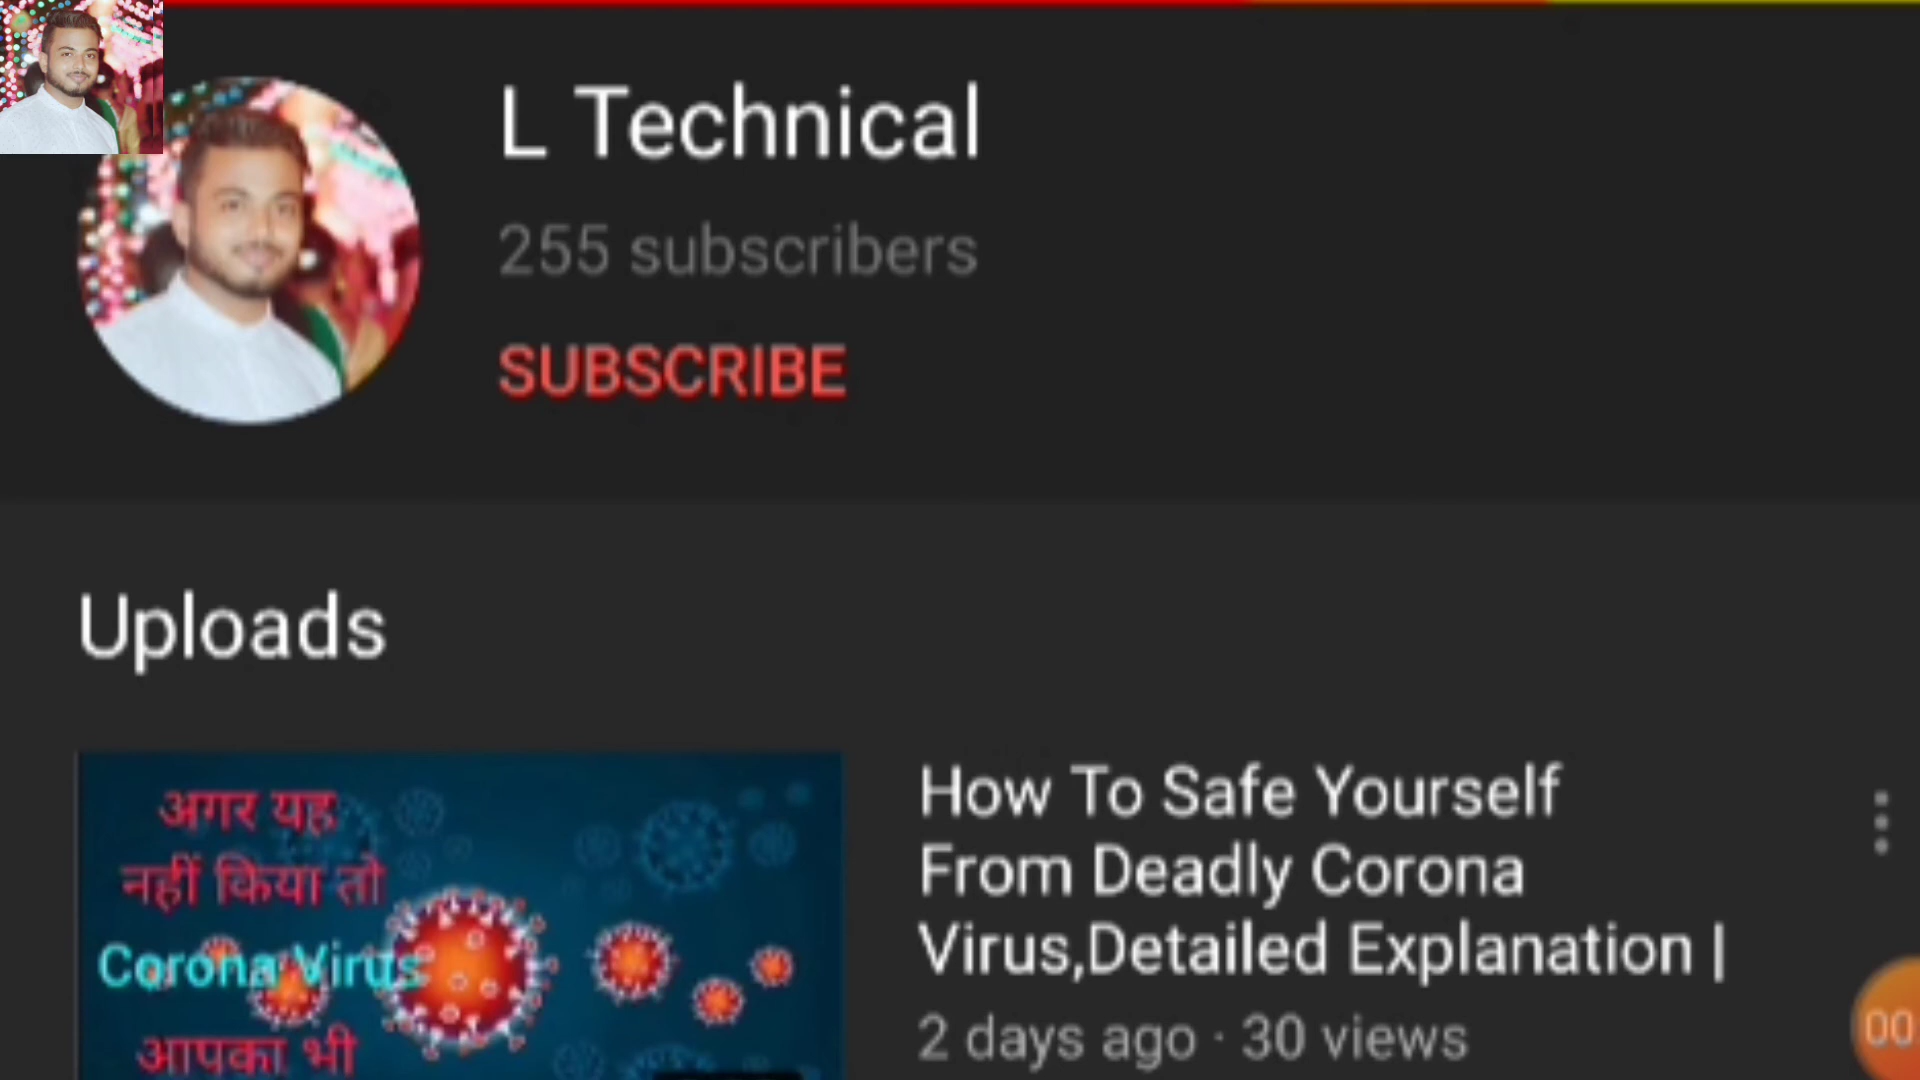 L Technical
255 subscribers
SUBSCRIBE
Uploads
अगर यह
नहीं किया तो
Corona Virus
आपका भी
How To Safe Yourself
From Deadly Corona
Virus,Detailed Explanation |
2 days ago · 30 views
00